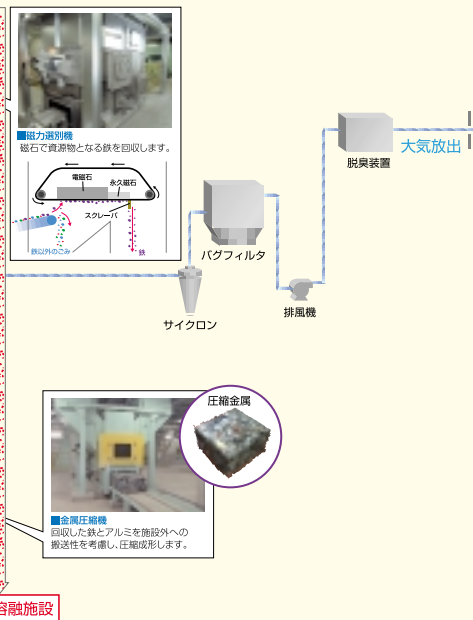 ■磁力選別機
磁石で資源物となる鉄を回収します。
電磁石
永久磁石
スクレーパ
鉄以外のごみ
鉄
脱臭装置
大気放出
バグフィルタ
排風機
サイクロン
圧縮金属
■金属圧縮機
回収した鉄とアルミを施設外への
搬送性を考慮し、圧縮成形します。
溶融施設